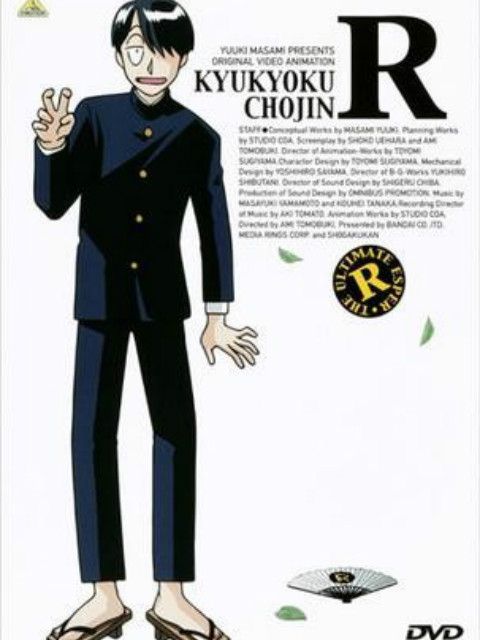 YUUKI MASAMI PRESENTS
ORIGINAL VIDEO ANIMATION
KYUKYOKU
CHOJIN
R
STAFF●Conceptual Works by MASAMI YUUKI. Planning Works
by STUDIO COA. Screenplay by SHOKO UEHARA and AMI
TOMOBUKI. Director of Animation-Works by TOYOMI
SUGIYAMA.Character Design by TOYOMI SUGIYAMA. Mechanical
Design by YOSHIHIRO SAYAMA. Director of B-G-Works YUKIHIRO
SHIBUTANI. Director of Sound Design by SHIGERU CHIBA.
Production of Sound Design by OMNIBUS PROMOTION. Music by
MASAYUKI YAMAMOTO and KOUHEI TANAKA.Recording Director
of Music by AKI TOMATO. Animation Works by STUDIO COA,
Directed by AMI TOMOBUKI. Presented by BANDAI CO. /TD.
MEDIA RINGS CORP. and SHOGAKUKAN
THE ULTIMATE ESPER
R
R
DVD